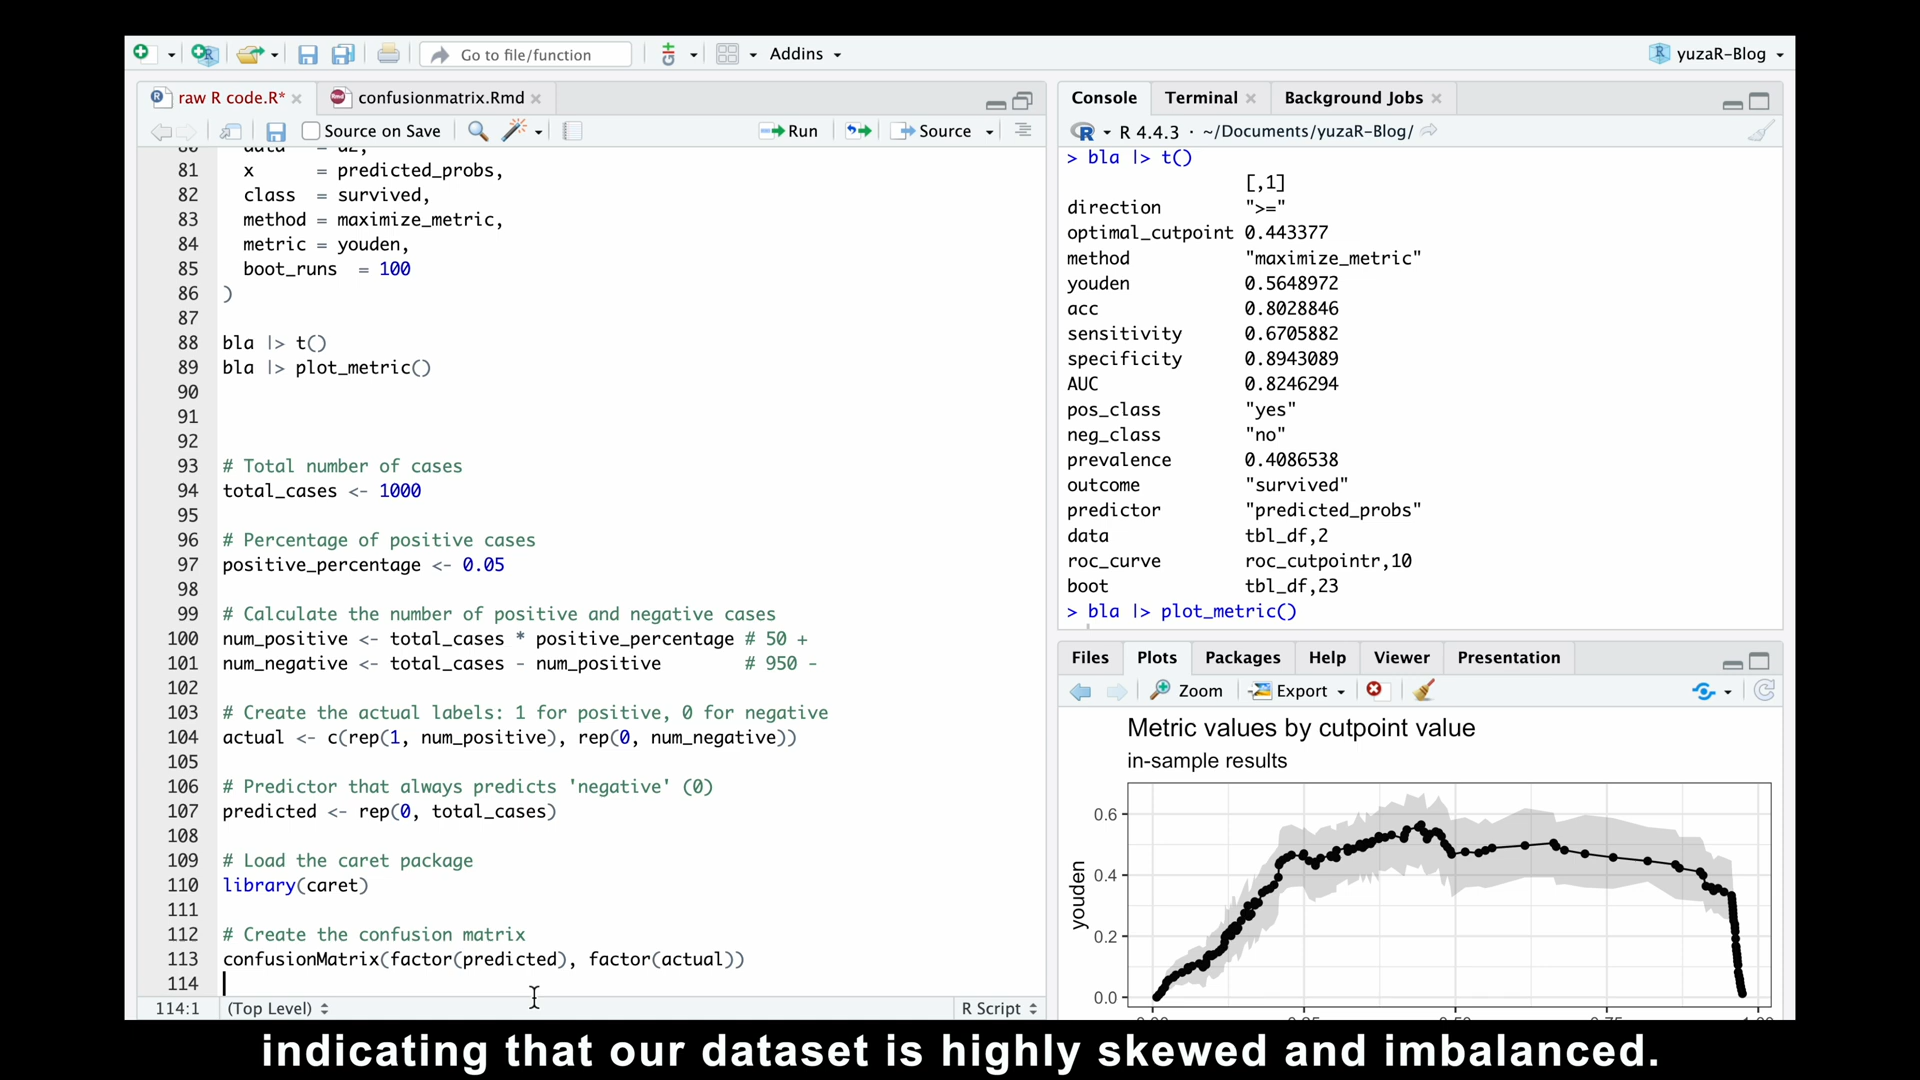 Go to file/function
Addins
yuzaR-Blog
raw R code.R*
confusionmatrix.Rmd
Source on Save
Run
Source
81 x = predicted_probs,
82 class = survived,
83 method = maximize_metric,
84 metric = youden,
85 boot_runs = 100
86 )
87
88 bla |> t()
89 bla |> plot_metric()
90
91
92
93 # Total number of cases
94 total_cases <- 1000
95
96 # Percentage of positive cases
97 positive_percentage <- 0.05
98
99 # Calculate the number of positive and negative cases
100 num_positive <- total_cases * positive_percentage # 50 +
101 num_negative <- total_cases - num_positive # 950 -
102
103 # Create the actual labels: 1 for positive, 0 for negative
104 actual <- c(rep(1, num_positive), rep(0, num_negative))
105
106 # Predictor that always predicts 'negative' (0)
107 predicted <- rep(0, total_cases)
108
109 # Load the caret package
110 library(caret)
111
112 # Create the confusion matrix
113 confusionMatrix(factor(predicted), factor(actual))
114
114:1 (Top Level) R Script
Console Terminal Background Jobs
R 4.4.3 · ~/Documents/yuzaR-Blog/
> bla |> t()
[,1]
direction ">="
optimal_cutpoint 0.443377
method "maximize_metric"
youden 0.5648972
acc 0.8028846
sensitivity 0.6705882
specificity 0.8943089
AUC 0.8246294
pos_class "yes"
neg_class "no"
prevalence 0.4086538
outcome "survived"
predictor "predicted_probs"
data tbl_df,2
roc_curve roc_cutpointr,10
boot tbl_df,23
> bla |> plot_metric()
Files Plots Packages Help Viewer Presentation
Zoom Export
Metric values by cutpoint value
in-sample results
youden
0.6
0.4
0.2
0.0
indicating that our dataset is highly skewed and imbalanced.